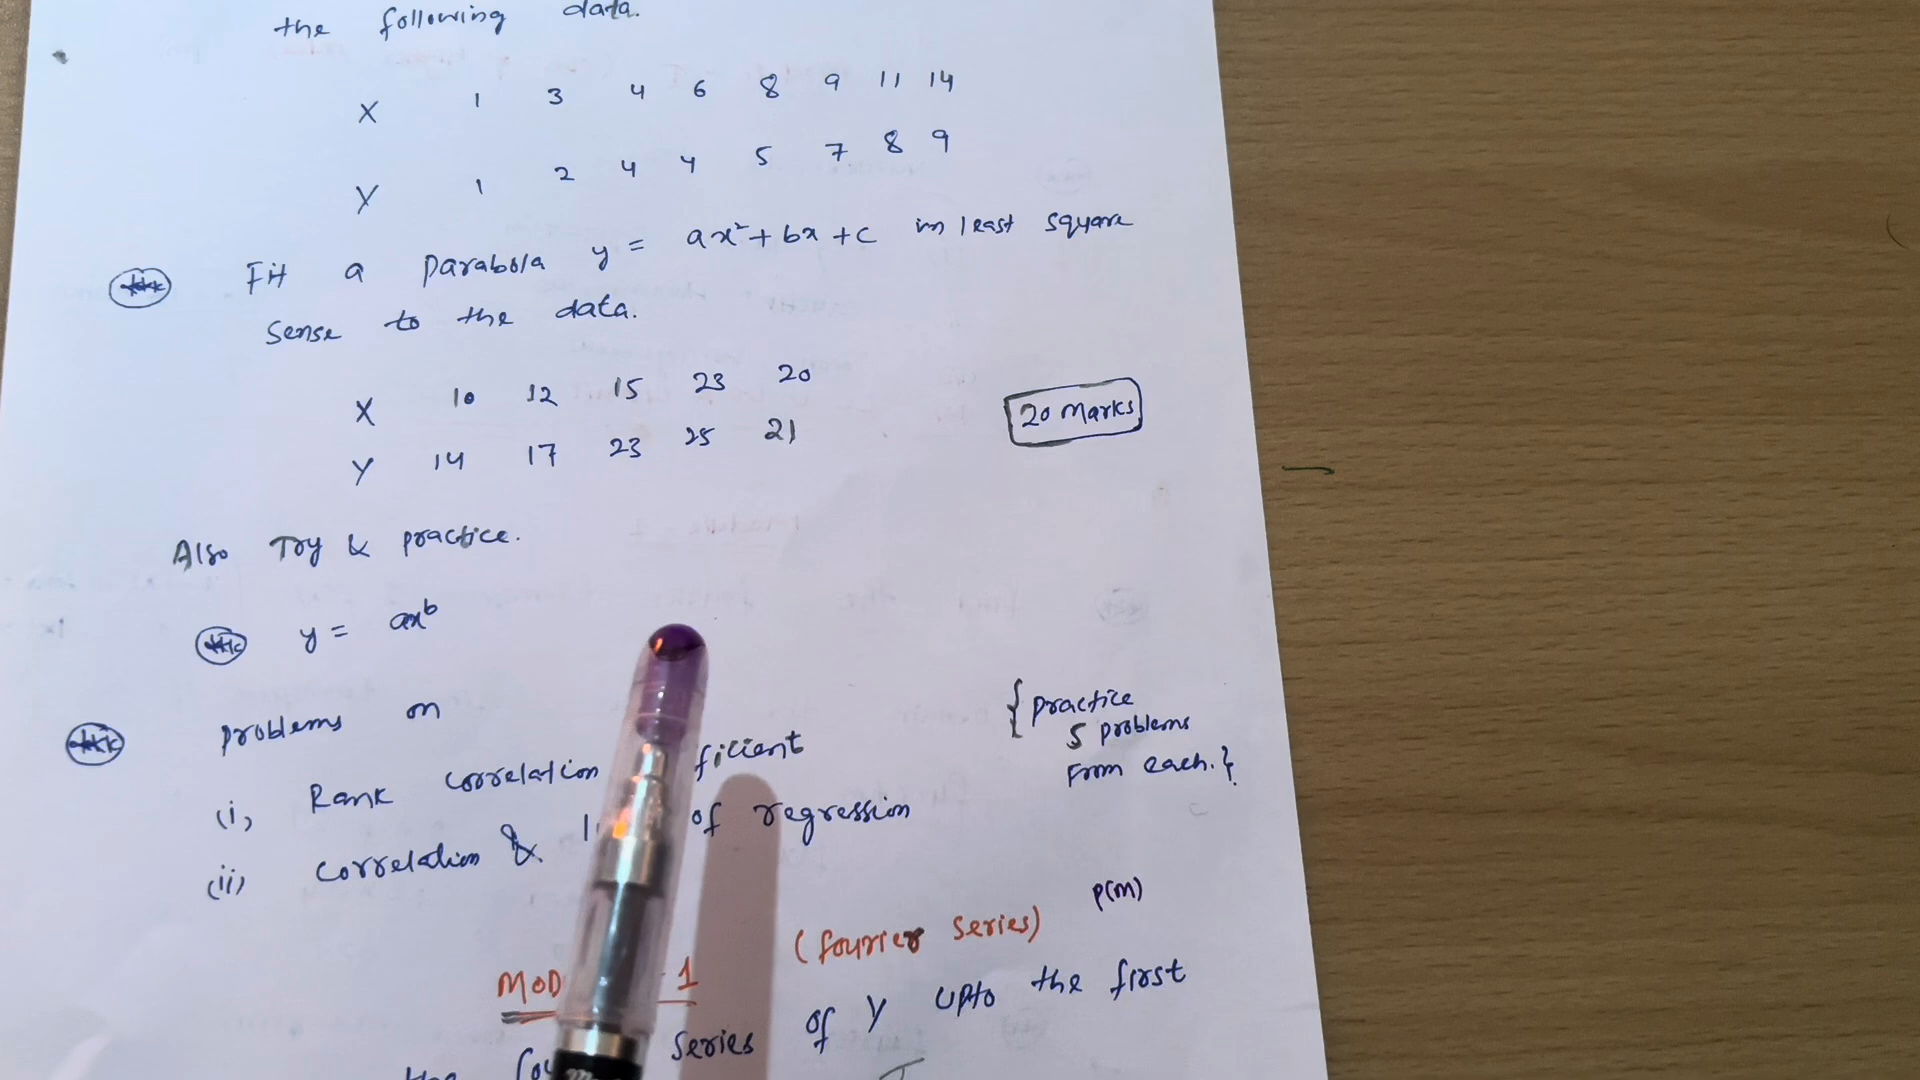 the following data.
X 1 3 4 6 8 9 11 14
Y 1 2 4 4 5 7 8 9
Fit a parabola y = ax²+bx+c in least square
sense to the data.
X 10 12 15 23 20
Y 14 17 23 25 21
20 Marks
Also Try & practice.
y = ax^b
problems on
(i), Rank correlation ficient
(ii) correlation & of regression
{practice
5 problems
From each.}
MOD 1 (fourier series) p(m)
series of y upto the first
the